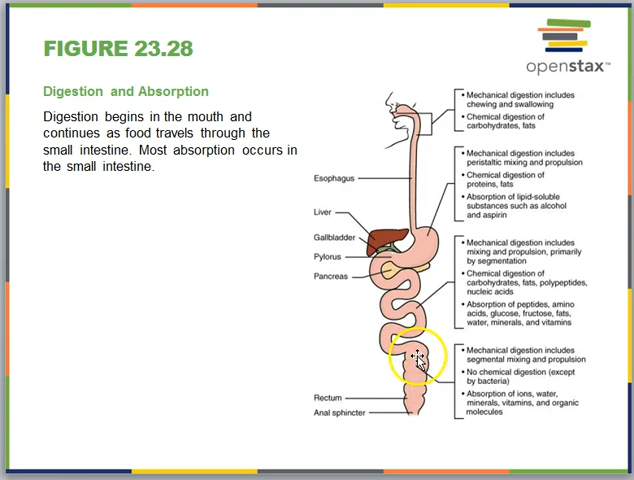 FIGURE 23.28
openstax™
Digestion and Absorption
Digestion begins in the mouth and
continues as food travels through the
small intestine. Most absorption occurs in
the small intestine.
• Mechanical digestion includes
chewing and swallowing
• Chemical digestion of
carbohydrates, fats
• Mechanical digestion includes
peristaltic mixing and propulsion
• Chemical digestion of
proteins, fats
• Absorption of lipid-soluble
substances such as alcohol
and aspirin
Esophagus
Liver
Gallbladder
Pylorus
Pancreas
• Mechanical digestion includes
mixing and propulsion, primarily
by segmentation
• Chemical digestion of
carbohydrates, fats, polypeptides,
nucleic acids
• Absorption of peptides, amino
acids, glucose, fructose, fats,
water, minerals, and vitamins
• Mechanical digestion includes
segmental mixing and propulsion
• No chemical digestion (except
by bacteria)
• Absorption of ions, water,
minerals, vitamins, and organic
molecules
Rectum
Anal sphincter